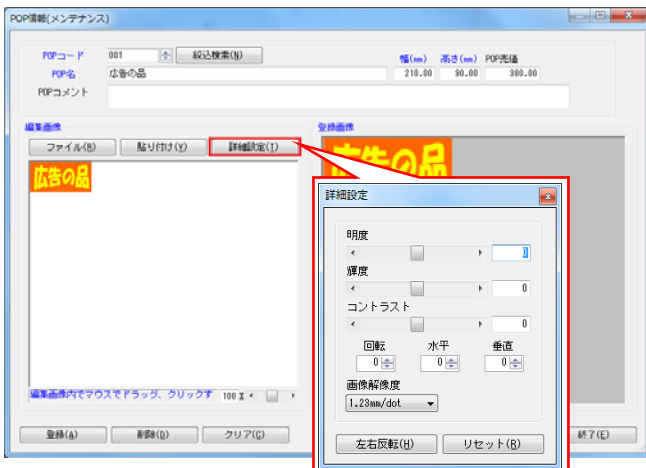 POP情報(メンテナンス)
POPコード 001 絞込検索(N) 幅(mm) 高さ(mm) POP売価
POP名 広告の品 210.00 90.00 380.00
POPコメント
編集画像 登録画像
ファイル(B) 貼り付け(Y) 詳細設定(I)
広告の品
広告の品
詳細設定
明度
0
輝度
0
コントラスト
0
回転 水平 垂直
0 0 0
画像解像度
1.23mm/dot
左右反転(H) リセット(R)
編集画像内でマウスでドラッグ、クリックす 100 %
登録(A) 削除(D) クリア(C) 終了(E)